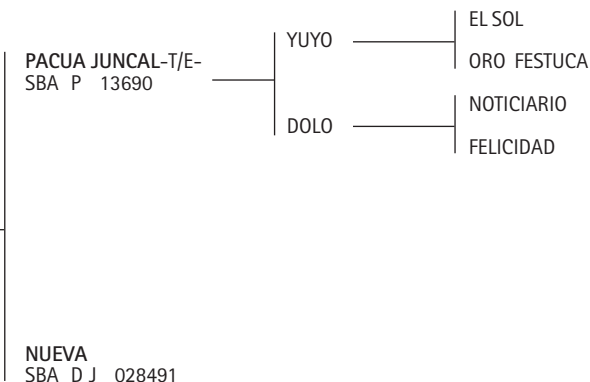 EL SOL
YUYO
PACUA JUNCAL-T/E-
ORO FESTUCA
SBA P 13690
NOTICIARIO
DOLO
FELICIDAD
NUEVA
SBA D J 028491